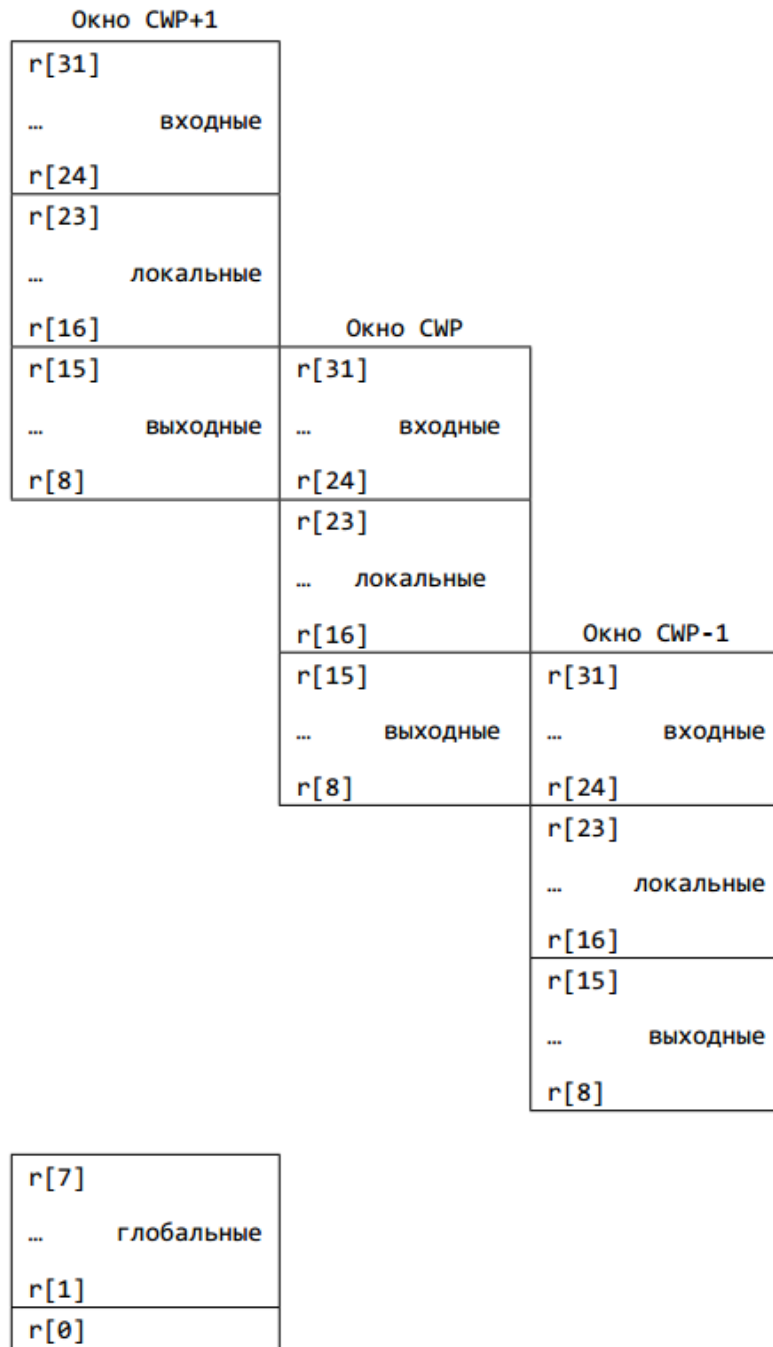 Окно CWP+1
r[31]
… входные
r[24]
r[23]
… локальные
r[16]
r[15]
… выходные
r[8]
Окно CWP
r[31]
… входные
r[24]
r[23]
… локальные
r[16]
r[15]
… выходные
r[8]
Окно CWP-1
r[31]
… входные
r[24]
r[23]
… локальные
r[16]
r[15]
… выходные
r[8]
r[7]
… глобальные
r[1]
r[0]